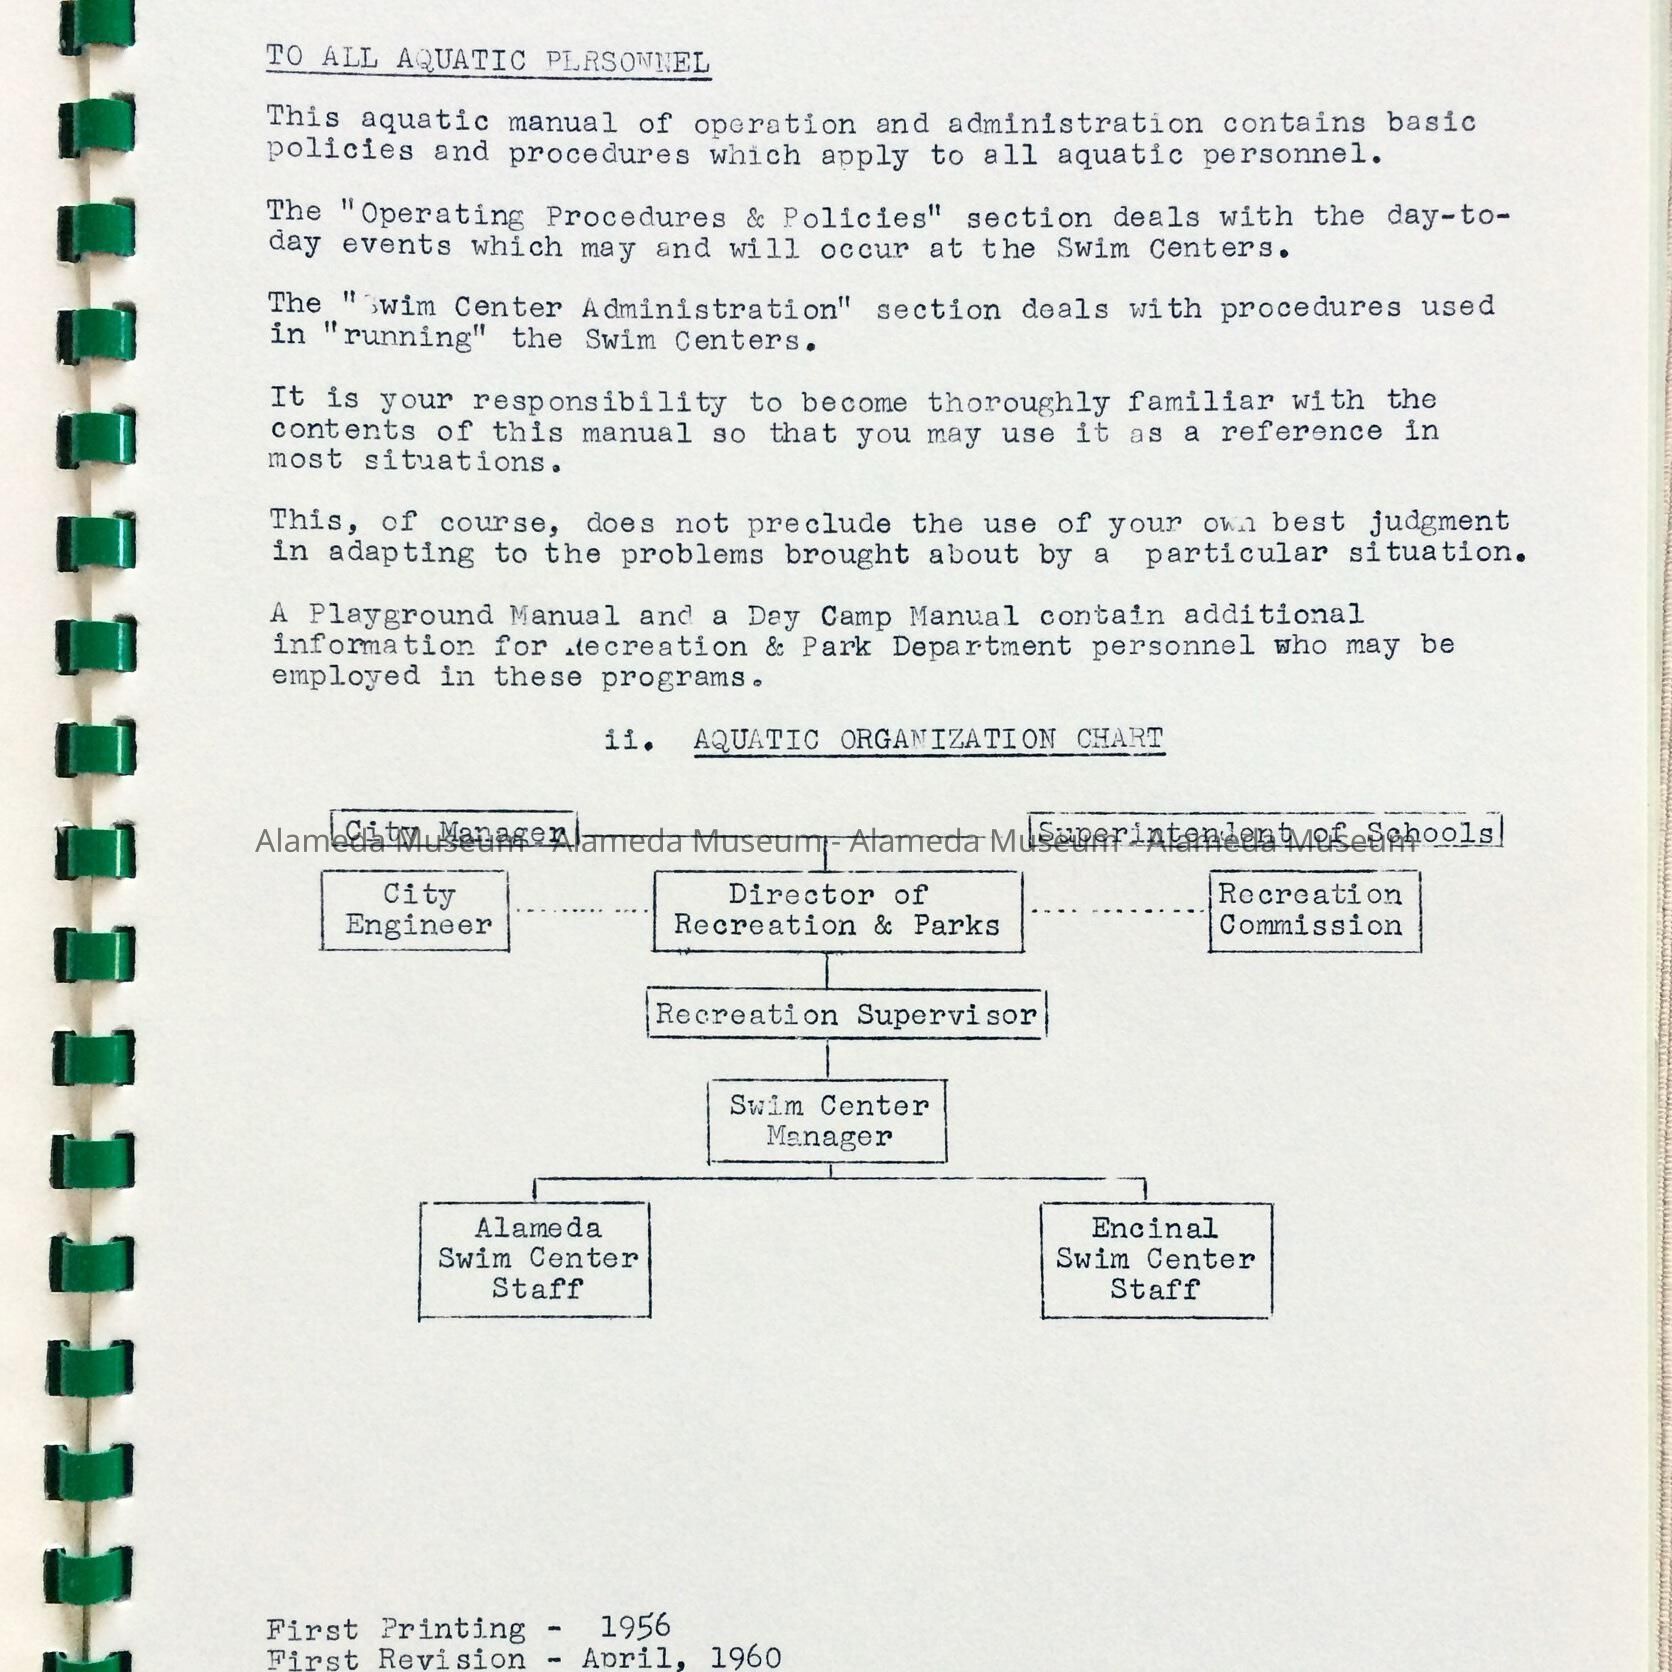 TO ALL AQUATIC PERSONNEL
This aquatic manual of operation and administration contains basic
policies and procedures which apply to all aquatic personnel.
The "Operating Procedures & Policies" section deals with the day-to-
day events which may and will occur at the Swim Centers.
The "Swim Center Administration" section deals with procedures used
in "running" the Swim Centers.
It is your responsibility to become thoroughly familiar with the
contents of this manual so that you may use it as a reference in
most situations.
This, of course, does not preclude the use of your own best judgment
in adapting to the problems brought about by a particular situation.
A Playground Manual and a Day Camp Manual contain additional
information for Recreation & Park Department personnel who may be
employed in these programs.
ii. AQUATIC ORGANIZATION CHART
City Manager
Superintendent of Schools
Alameda Museum - Alameda Museum - Alameda Museum - Alameda Museum
City
Engineer
Director of
Recreation & Parks
Recreation
Commission
Recreation Supervisor
Swim Center
Manager
Alameda
Swim Center
Staff
Encinal
Swim Center
Staff
First Printing - 1956
First Revision - April, 1960